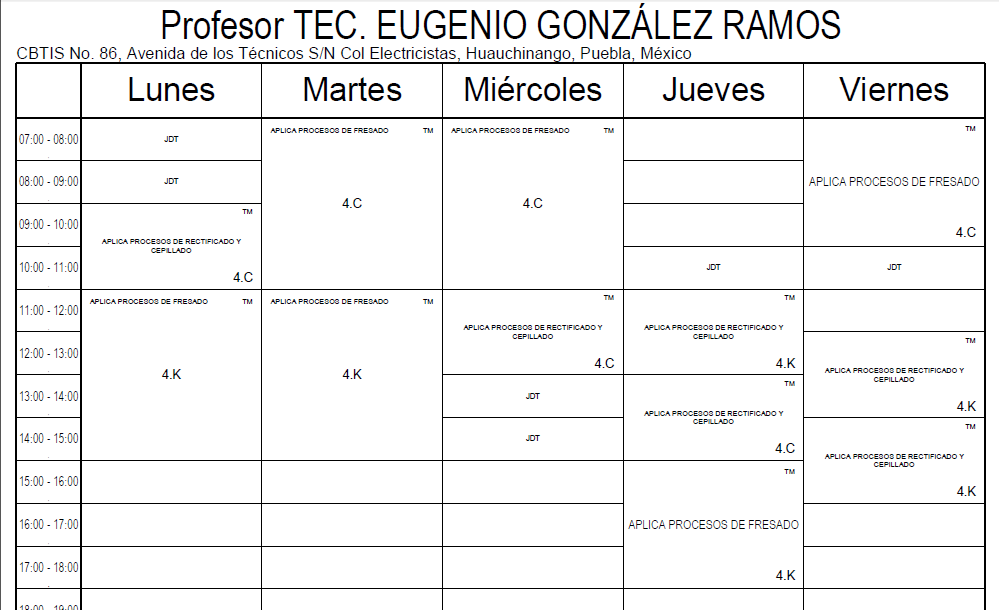 Profesor TEC. EUGENIO GONZÁLEZ RAMOS
CBTIS No. 86, Avenida de los Técnicos S/N Col Electricistas, Huauchinango, Puebla, México
Lunes Martes Miércoles Jueves Viernes
07:00 - 08:00
08:00 - 09:00
09:00 - 10:00
10:00 - 11:00
11:00 - 12:00
12:00 - 13:00
13:00 - 14:00
14:00 - 15:00
15:00 - 16:00
16:00 - 17:00
17:00 - 18:00
18:00 - 19:00
JDT
JDT
TM
APLICA PROCESOS DE RECTIFICADO Y
CEPILLADO
4.C
APLICA PROCESOS DE FRESADO TM
4.K
APLICA PROCESOS DE FRESADO TM
4.C
APLICA PROCESOS DE FRESADO TM
4.K
APLICA PROCESOS DE FRESADO TM
4.C
TM
APLICA PROCESOS DE RECTIFICADO Y
CEPILLADO
4.C
JDT
JDT
JDT
TM
APLICA PROCESOS DE RECTIFICADO Y
CEPILLADO
4.K
TM
APLICA PROCESOS DE RECTIFICADO Y
CEPILLADO
4.C
TM
APLICA PROCESOS DE FRESADO
4.K
TM
APLICA PROCESOS DE FRESADO
4.C
JDT
TM
APLICA PROCESOS DE RECTIFICADO Y
CEPILLADO
4.K
TM
APLICA PROCESOS DE RECTIFICADO Y
CEPILLADO
4.K